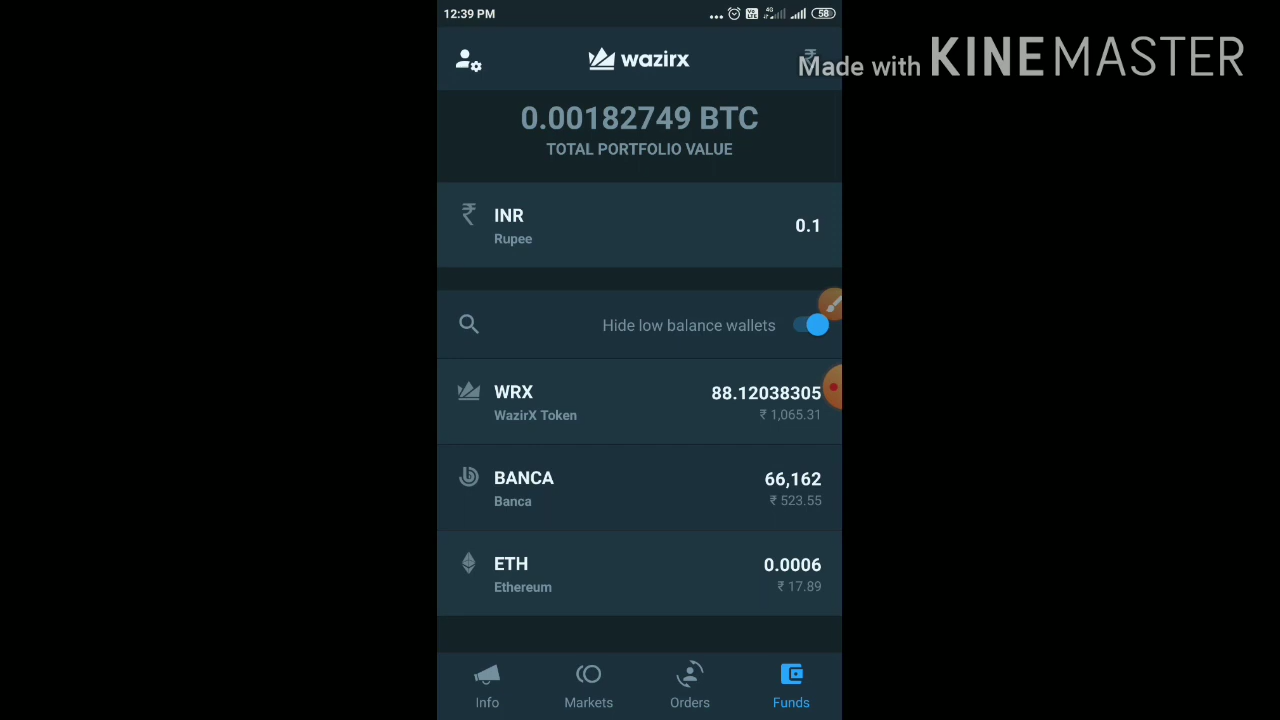 12:39 PM
4G
58
wazirx
₹
Made with KINEMASTER
0.00182749 BTC
TOTAL PORTFOLIO VALUE
₹ INR 0.1
Rupee
Hide low balance wallets
WRX 88.12038305
WazirX Token ₹ 1,065.31
BANCA 66,162
Banca ₹ 523.55
ETH 0.0006
Ethereum ₹ 17.89
Info Markets Orders Funds